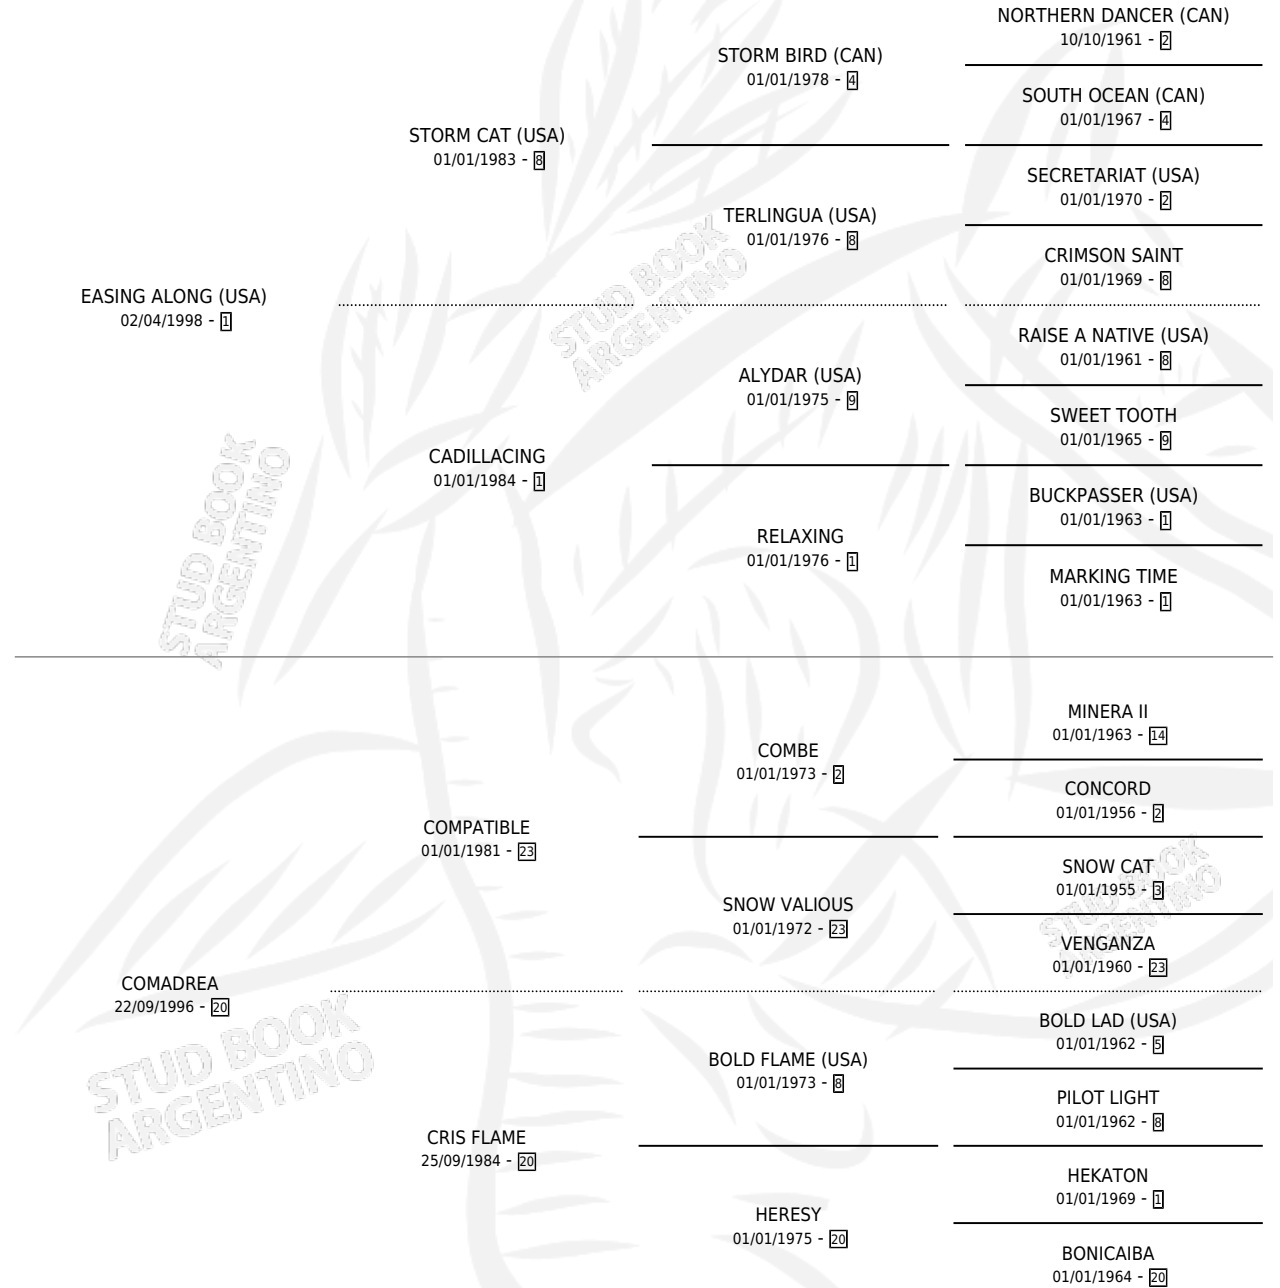 NORTHERN DANCER (CAN)
10/10/1961 - 2
STORM BIRD (CAN)
01/01/1978 - 4
SOUTH OCEAN (CAN)
01/01/1967 - 4
STORM CAT (USA)
01/01/1983 - 8
SECRETARIAT (USA)
01/01/1970 - 2
TERLINGUA (USA)
01/01/1976 - 8
CRIMSON SAINT
01/01/1969 - 8
EASING ALONG (USA)
02/04/1998 - 1
STUD BOOK
ARGENTINO
RAISE A NATIVE (USA)
01/01/1961 - 8
ALYDAR (USA)
01/01/1975 - 9
SWEET TOOTH
01/01/1965 - 9
CADILLACING
01/01/1984 - 1
BUCKPASSER (USA)
01/01/1963 - 1
RELAXING
01/01/1976 - 1
MARKING TIME
01/01/1963 - 1
STUD BOOK
ARGENTINO
MINERA II
01/01/1963 - 14
COMBE
01/01/1973 - 2
CONCORD
01/01/1956 - 2
COMPATIBLE
01/01/1981 - 23
SNOW CAT
01/01/1955 - 3
SNOW VALIOUS
01/01/1972 - 23
VENGANZA
01/01/1960 - 23
STUD BOOK
ARGENTINO
COMADREA
22/09/1996 - 20
BOLD LAD (USA)
01/01/1962 - 5
BOLD FLAME (USA)
01/01/1973 - 8
PILOT LIGHT
01/01/1962 - 8
STUD BOOK
ARGENTINO
CRIS FLAME
25/09/1984 - 20
HEKATON
01/01/1969 - 1
HERESY
01/01/1975 - 20
BONICAIBA
01/01/1964 - 20